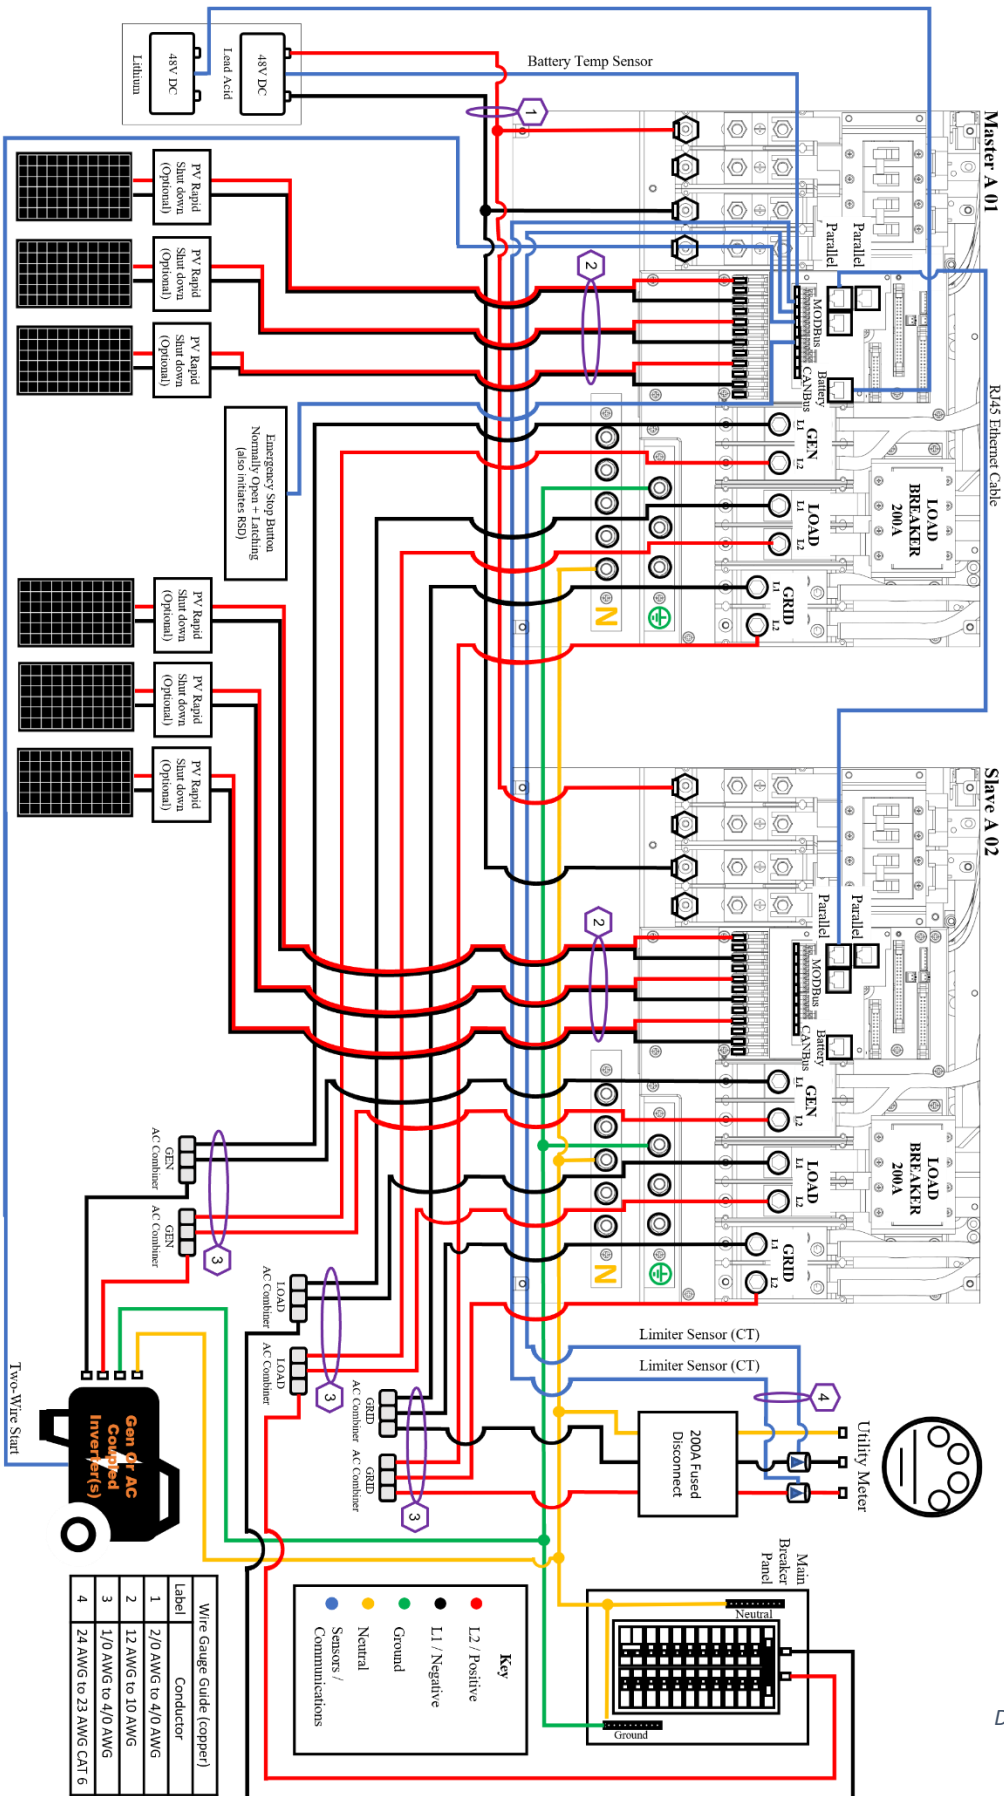 Master A 01
Slave A 02
RJ45 Ethernet Cable
Battery Temp Sensor
48V DC
Lithium
48V DC
Lead Acid
1
Parallel
Parallel
MODBus
Battery
CANBus
2
PV Rapid
Shut down
(Optional)
PV Rapid
Shut down
(Optional)
PV Rapid
Shut down
(Optional)
Emergency Stop Button
Normally Open + Latching
(also initiates RSD)
L1
GEN
L2
L1
LOAD
L2
L1
GRID
L2
LOAD
BREAKER
200A
N
PV Rapid
Shut down
(Optional)
PV Rapid
Shut down
(Optional)
PV Rapid
Shut down
(Optional)
Parallel
Parallel
MODBus
Battery
CANBus
2
L1
GEN
L2
L1
LOAD
L2
L1
GRID
L2
LOAD
BREAKER
200A
N
GEN
AC Combiner
GEN
AC Combiner
3
LOAD
AC Combiner
LOAD
AC Combiner
3
GRID
AC Combiner
GRID
AC Combiner
3
Limiter Sensor (CT)
Limiter Sensor (CT)
4
Utility Meter
200A Fused
Disconnect
Two-Wire Start
Gen Or AC
Coupled
Inverter(s)
Main
Breaker
Panel
Neutral
Ground
Key
L2 / Positive
L1 / Negative
Ground
Neutral
Sensors /
Communications
Wire Gauge Guide (copper)
Label Conductor
1 2/0 AWG to 4/0 AWG
2 12 AWG to 10 AWG
3 1/0 AWG to 4/0 AWG
4 24 AWG to 23 AWG CAT 6
D